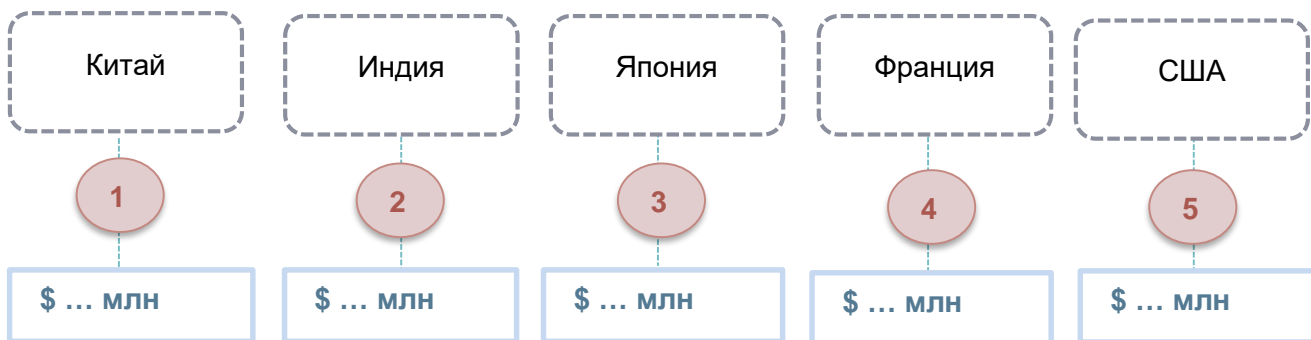 Китай
Индия
Япония
Франция
США
1
2
3
4
5
$ ... млн
$ ... млн
$ ... млн
$ ... млн
$ ... млн